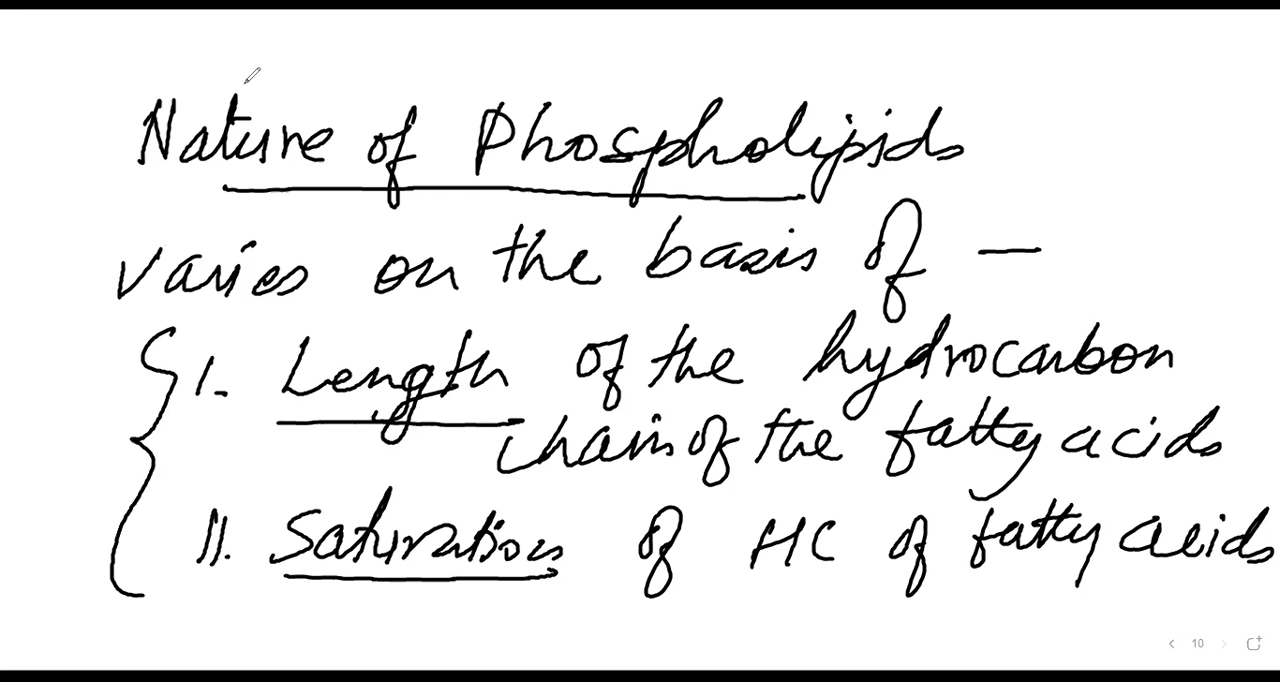 Nature of Phospholipids
varies on the basis of —
I. Length of the hydrocarbon
chain of the fatty acids
II. Saturation of HC of fatty acids
10